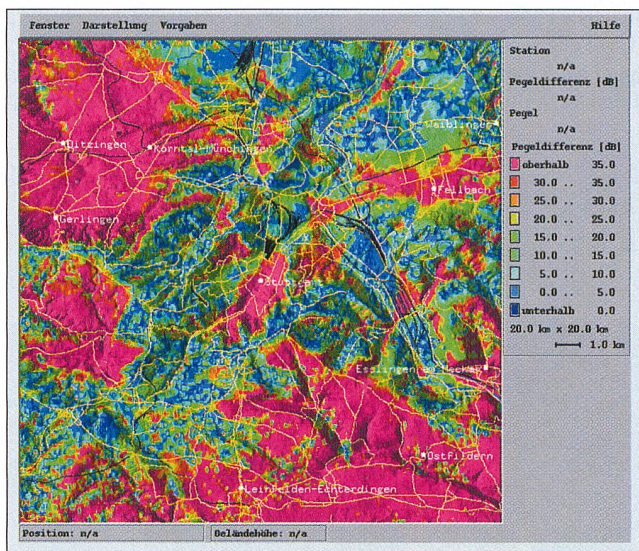 Fenster Darstellung Vorgaben Hilfe
Station
n/a
Pegeldifferenz [dB]
n/a
Pegel
n/a
Pegeldifferenz [dB]
oberhalb 35.0
30.0 .. 35.0
25.0 .. 30.0
20.0 .. 25.0
15.0 .. 20.0
10.0 .. 15.0
5.0 .. 10.0
0.0 .. 5.0
unterhalb 0.0
20.0 km x 20.0 km
1.0 km
Waiblingen
Ditzingen
Korntal-Münchingen
Fellbach
Gerlingen
Stuttgart
Esslingen am Neckar
Ostfildern
Leinfelden-Echterdingen
Position: n/a
Geländehöhe: n/a